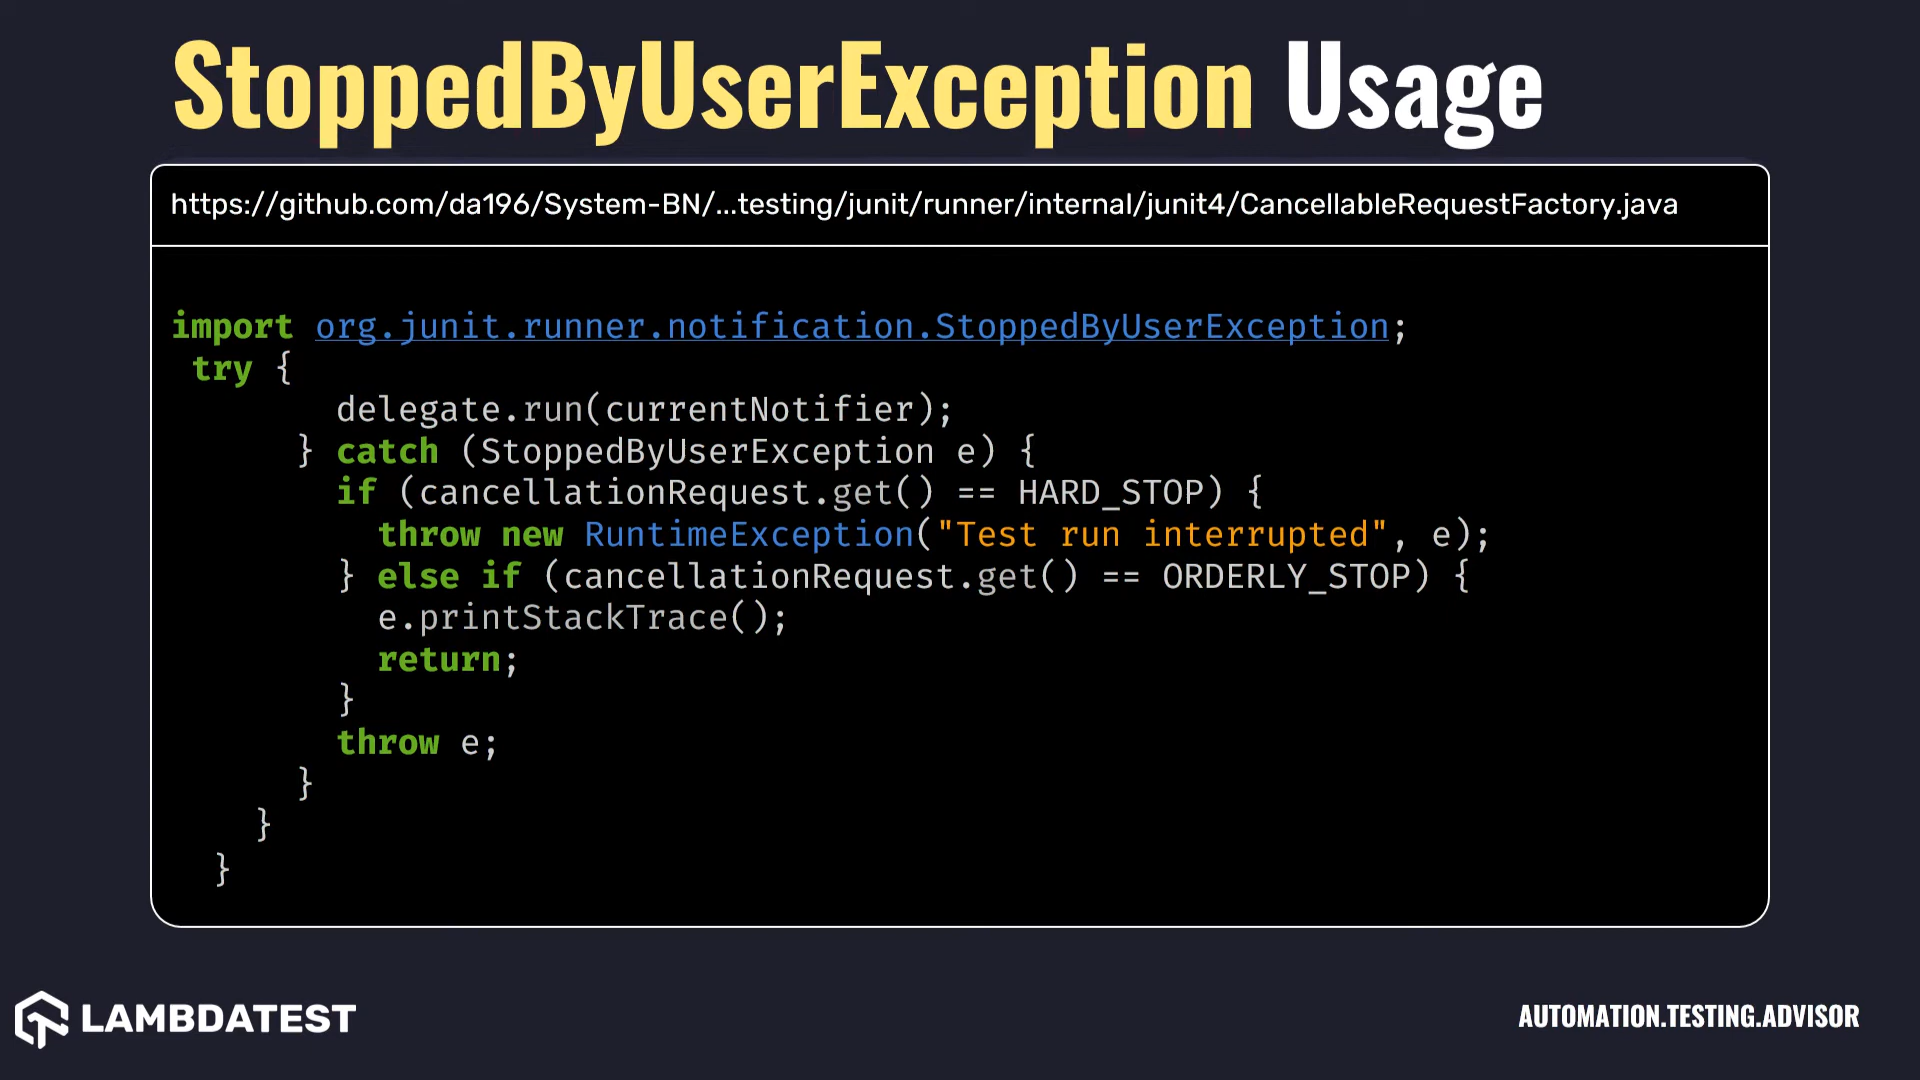 StoppedByUserException Usage
https://github.com/da196/System-BN/...testing/junit/runner/internal/junit4/CancellableRequestFactory.java
import org.junit.runner.notification.StoppedByUserException;
try {
delegate.run(currentNotifier);
} catch (StoppedByUserException e) {
if (cancellationRequest.get() == HARD_STOP) {
throw new RuntimeException("Test run interrupted", e);
} else if (cancellationRequest.get() == ORDERLY_STOP) {
e.printStackTrace();
return;
}
throw e;
}
}
}
LAMBDATEST
AUTOMATION.TESTING.ADVISOR